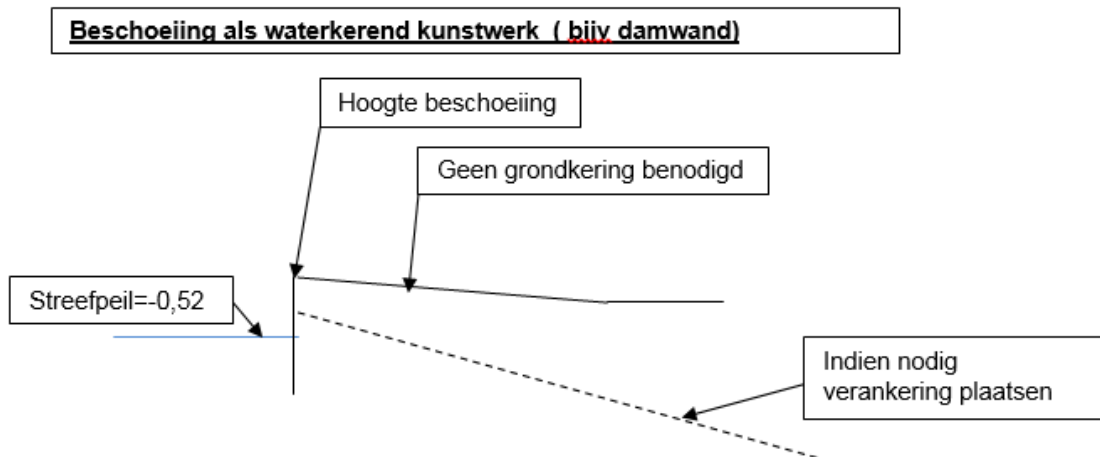 Beschoeiing als waterkerend kunstwerk ( bijv damwand)
Hoogte beschoeiing
Geen grondkering benodigd
Streefpeil=-0,52
Indien nodig
verankering plaatsen